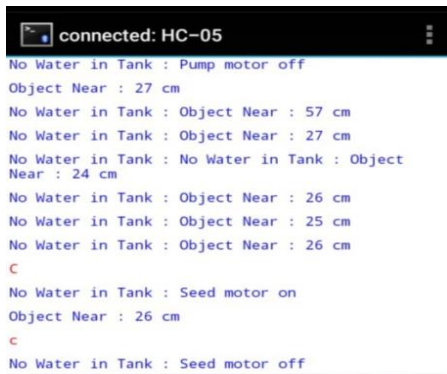 connected: HC-05
No Water in Tank : Pump motor off
Object Near : 27 cm
No Water in Tank : Object Near : 57 cm
No Water in Tank : Object Near : 27 cm
No Water in Tank : No Water in Tank : Object
Near : 24 cm
No Water in Tank : Object Near : 26 cm
No Water in Tank : Object Near : 25 cm
No Water in Tank : Object Near : 26 cm
C
No Water in Tank : Seed motor on
Object Near : 26 cm
c
No Water in Tank : Seed motor off